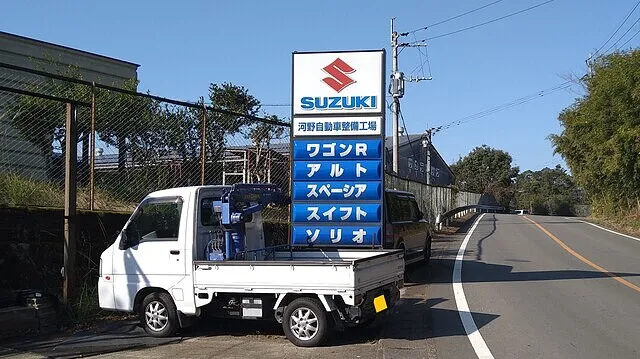 SUZUKI
河野自動車整備工場
ワゴンR
アルト
スペーシア
スイフト
ソリオ